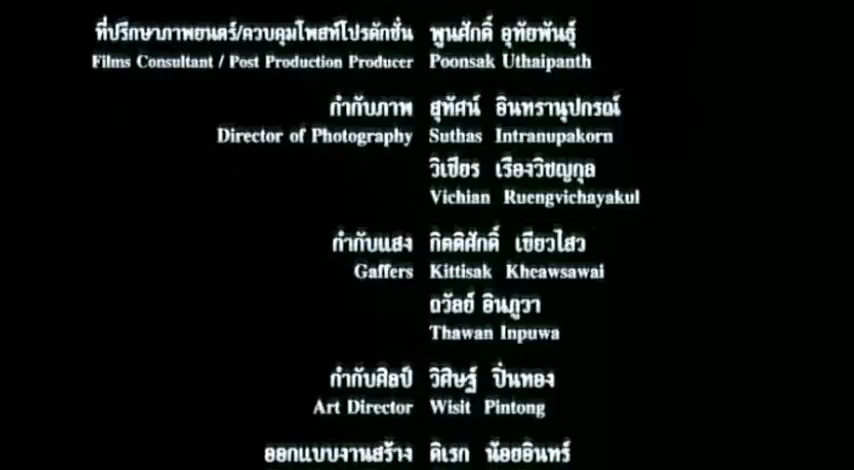 ที่ปรึกษาภาพยนตร์/ควบคุมโพสท์โปรดักชั่น พูนศักดิ์ อุทัยพันธุ์
Films Consultant / Post Production Producer Poonsak Uthaipanth
กำกับภาพ สุทัศน์ อินทรานุปกรณ์
Director of Photography Suthas Intranupakorn
วิเชียร เรืองวิชญกุล
Vichian Ruengvichayakul
กำกับแสง กิตติศักดิ์ เขียวไสว
Gaffers Kittisak Kheawsawai
ถวัลย์ อินภูวา
Thawan Inpuwa
กำกับศิลป์ วิศิษฐ์ ปิ่นทอง
Art Director Wisit Pintong
ออกแบบงานสร้าง ดิเรก น้อยอินทร์